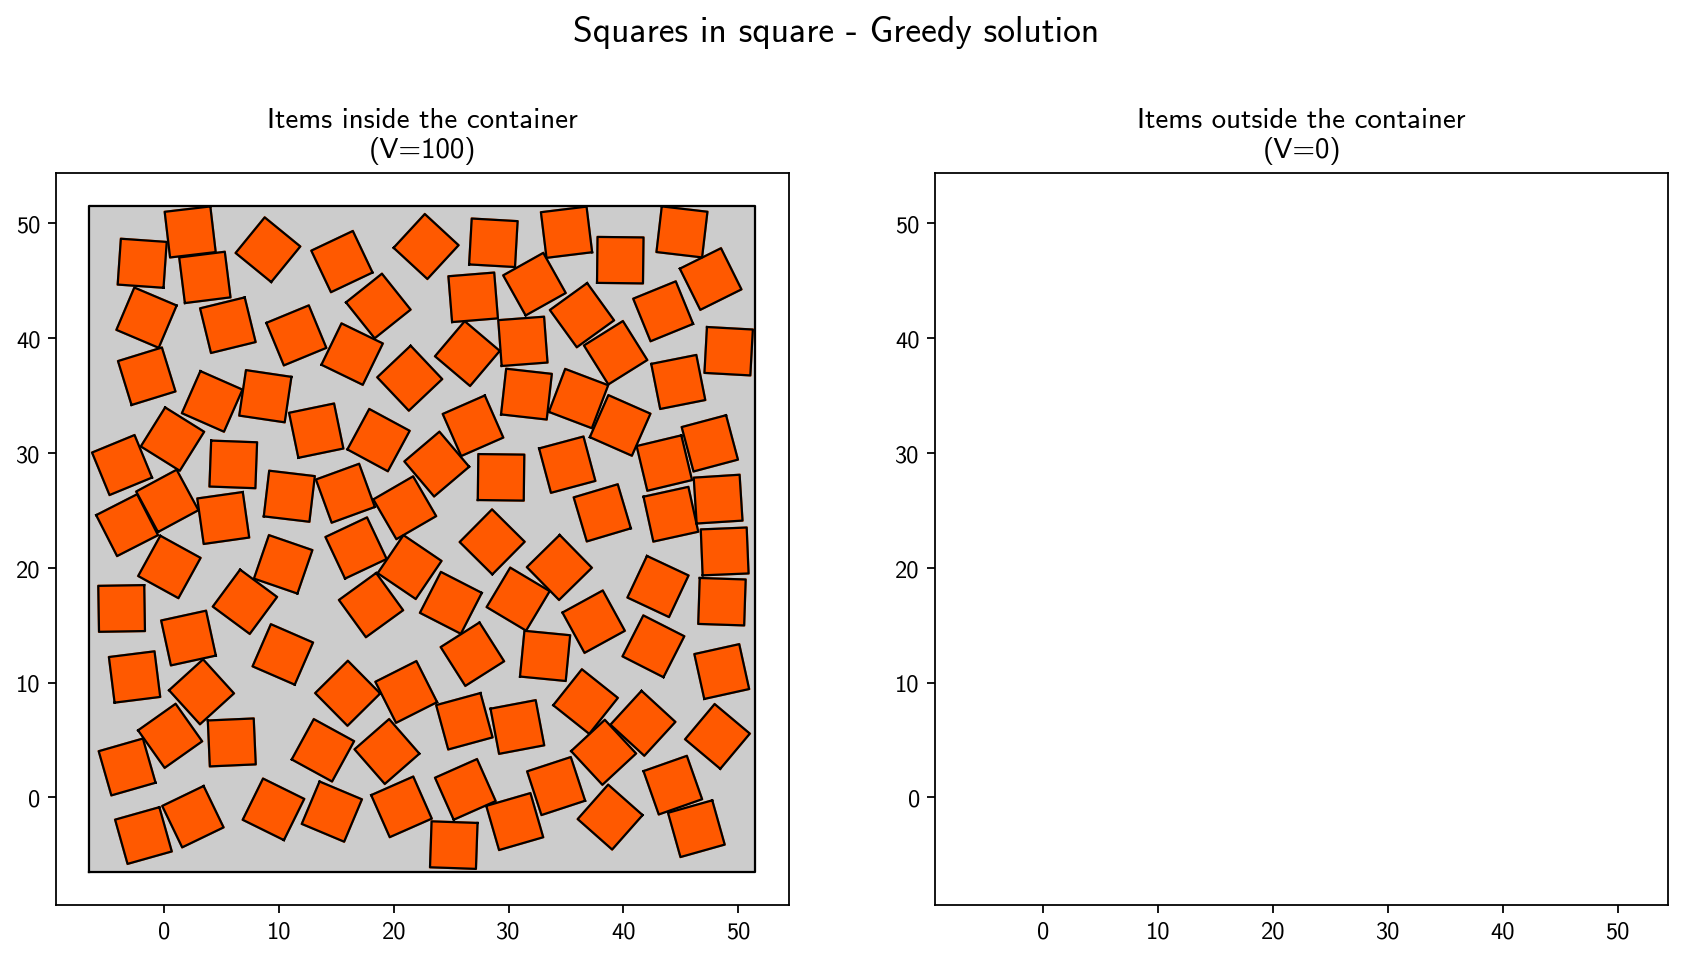 Squares in square - Greedy solution
Items inside the container
(V=100)
Items outside the container
(V=0)
50
40
30
20
10
0
0 10 20 30 40 50
50
40
30
20
10
0
0 10 20 30 40 50